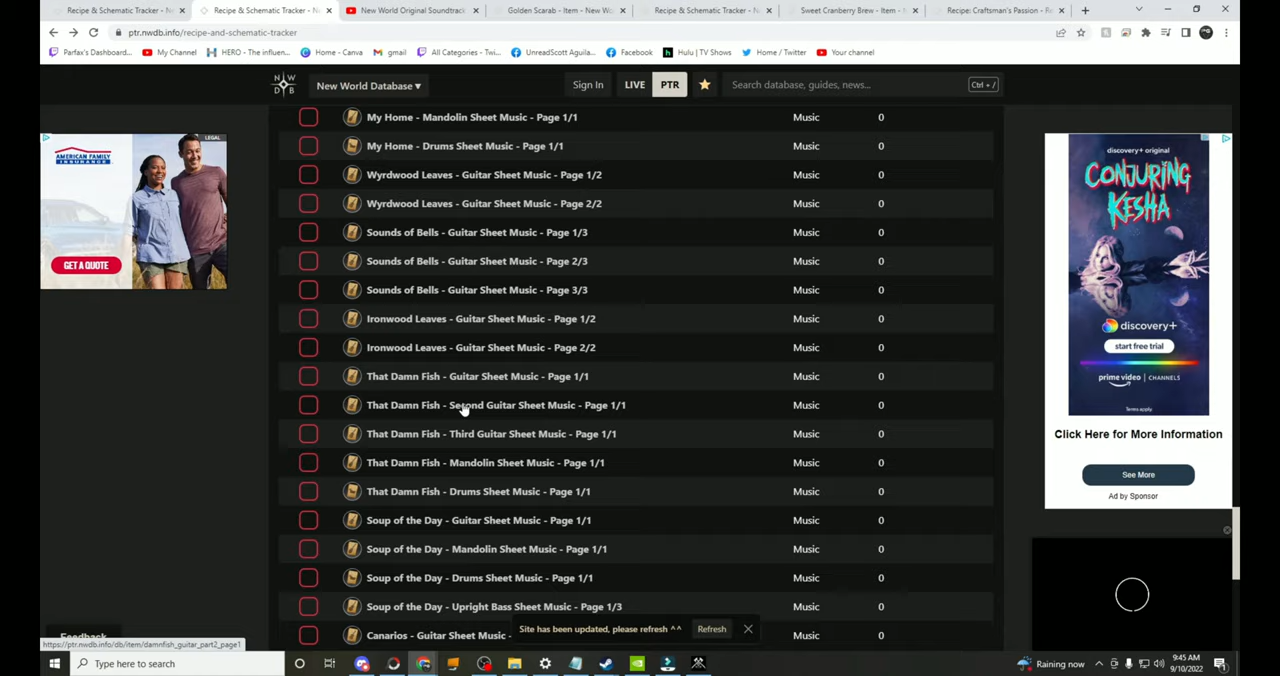 Recipe & Schematic Tracker - N
Recipe & Schematic Tracker - N
New World Original Soundtrack
Golden Scarab - Item - New Wo
Recipe & Schematic Tracker - N
Sweet Cranberry Brew - Item -
Recipe: Craftsman's Passion - Re
ptr.nwdb.info/recipe-and-schematic-tracker
Parfax's Dashboard...
My Channel
HERO - The influen...
Home - Canva
gmail
All Categories - Twi...
UnreadScott Aguila...
Facebook
Hulu | TV Shows
Home / Twitter
Your channel
NW
DB
New World Database ▾
Sign In
LIVE
PTR
Search database, guides, news...
Ctrl + /
My Home - Mandolin Sheet Music - Page 1/1 Music 0
My Home - Drums Sheet Music - Page 1/1 Music 0
Wyrdwood Leaves - Guitar Sheet Music - Page 1/2 Music 0
Wyrdwood Leaves - Guitar Sheet Music - Page 2/2 Music 0
Sounds of Bells - Guitar Sheet Music - Page 1/3 Music 0
Sounds of Bells - Guitar Sheet Music - Page 2/3 Music 0
Sounds of Bells - Guitar Sheet Music - Page 3/3 Music 0
Ironwood Leaves - Guitar Sheet Music - Page 1/2 Music 0
Ironwood Leaves - Guitar Sheet Music - Page 2/2 Music 0
That Damn Fish - Guitar Sheet Music - Page 1/1 Music 0
That Damn Fish - Second Guitar Sheet Music - Page 1/1 Music 0
That Damn Fish - Third Guitar Sheet Music - Page 1/1 Music 0
That Damn Fish - Mandolin Sheet Music - Page 1/1 Music 0
That Damn Fish - Drums Sheet Music - Page 1/1 Music 0
Soup of the Day - Guitar Sheet Music - Page 1/1 Music 0
Soup of the Day - Mandolin Sheet Music - Page 1/1 Music 0
Soup of the Day - Drums Sheet Music - Page 1/1 Music 0
Soup of the Day - Upright Bass Sheet Music - Page 1/3 Music 0
Canarios - Guitar Sheet Music - Music 0
Site has been updated, please refresh ^^
Refresh
LEGAL
AMERICAN FAMILY
INSURANCE
GET A QUOTE
discovery+ original
CONJURING
KESHA
discovery+
start free trial
prime video | CHANNELS
Terms apply.
Click Here for More Information
See More
Ad by Sponsor
Feedback
https://ptr.nwdb.info/db/item/damnfish_guitar_part2_page1
Type here to search
Raining now
9:45 AM
9/10/2022